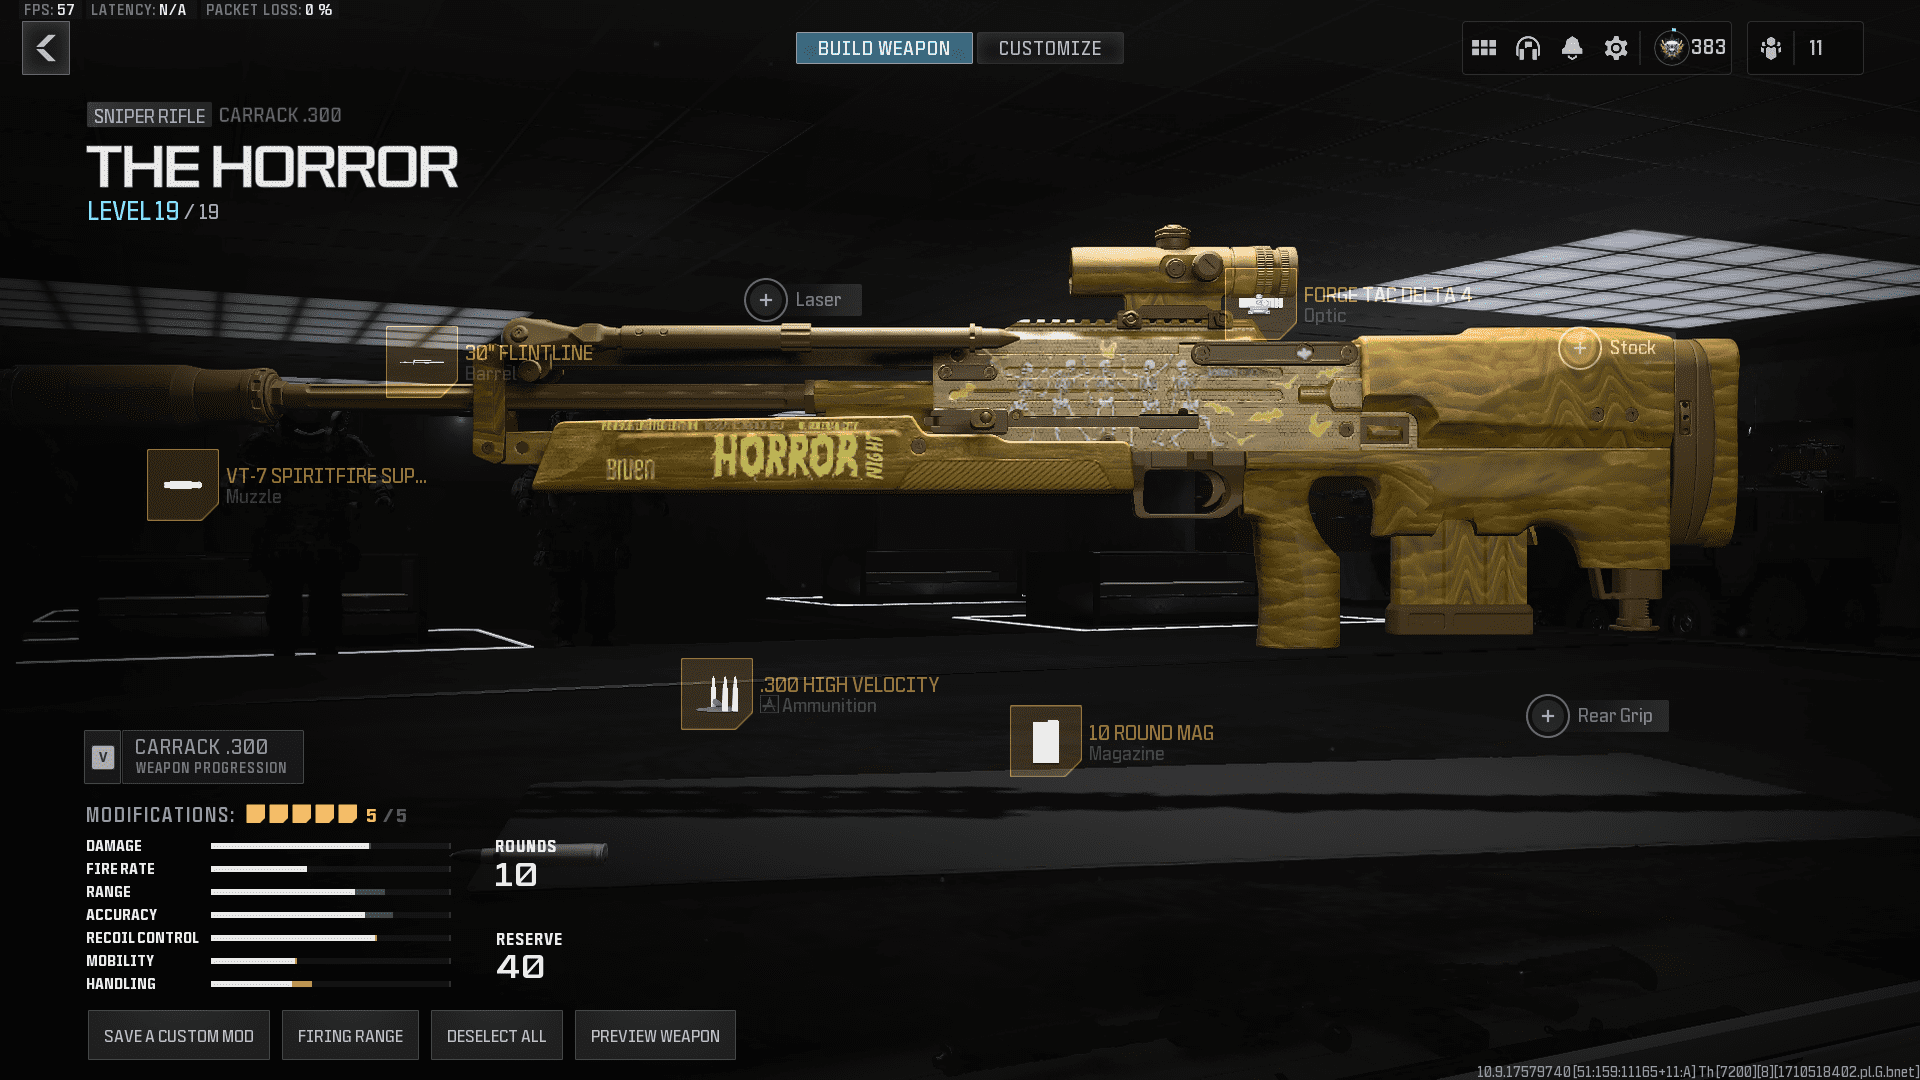 FPS: 57 LATENCY: N/A PACKET LOSS: 0 %
BUILD WEAPON CUSTOMIZE
383 11
SNIPER RIFLE CARRACK .300
THE HORROR
LEVEL 19 / 19
Laser
FORGE TAC DELTA 4
Optic
30" FLINTLINE
Barrel
Stock
HORROR
NIGHT
VT-7 SPIRITFIRE SUP...
Muzzle
.300 HIGH VELOCITY
A Ammunition
10 ROUND MAG
Magazine
Rear Grip
V CARRACK .300
WEAPON PROGRESSION
MODIFICATIONS: 5 / 5
DAMAGE
FIRE RATE
RANGE
ACCURACY
RECOIL CONTROL
MOBILITY
HANDLING
ROUNDS
10
RESERVE
40
SAVE A CUSTOM MOD FIRING RANGE DESELECT ALL PREVIEW WEAPON
10.9.17579740 [51:159:11165+11:A] Th [7200][8][1710518402.pl.G.bnet]